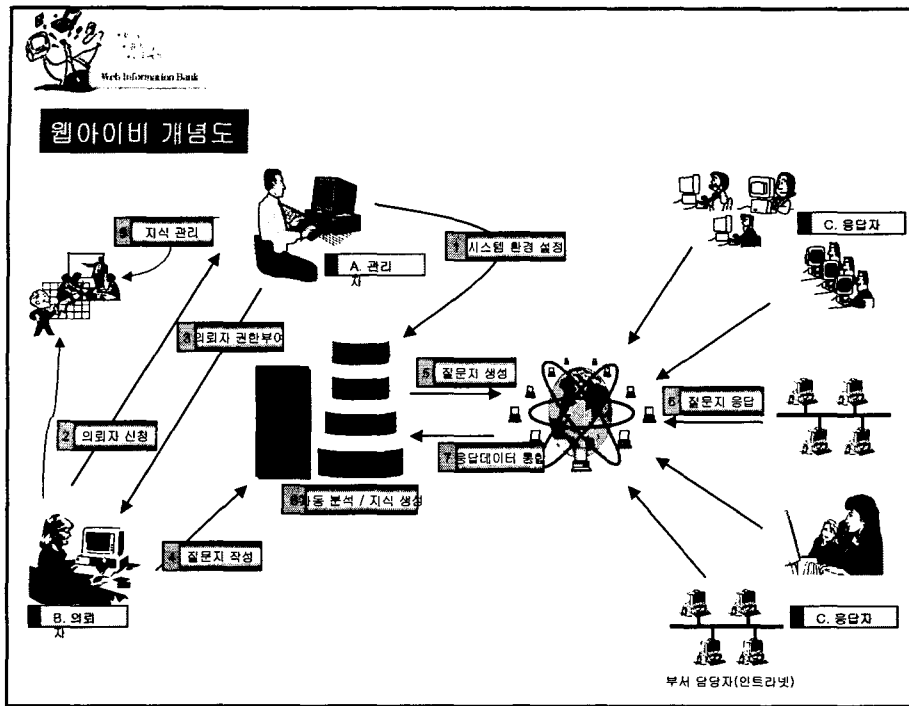 Web Information Bank
웹아이비 개념도
9 지식 관리
1 시스템 환경 설정
C. 응답자
A. 관리
자
3 의뢰자 권한부여
5 질문지 생성
6 질문지 응답
2 의뢰자 신청
7 응답데이터 통합
8 자동 분석 / 지식 생성
4 질문지 작성
B. 의뢰
자
C. 응답자
부서 담당자(인트라넷)